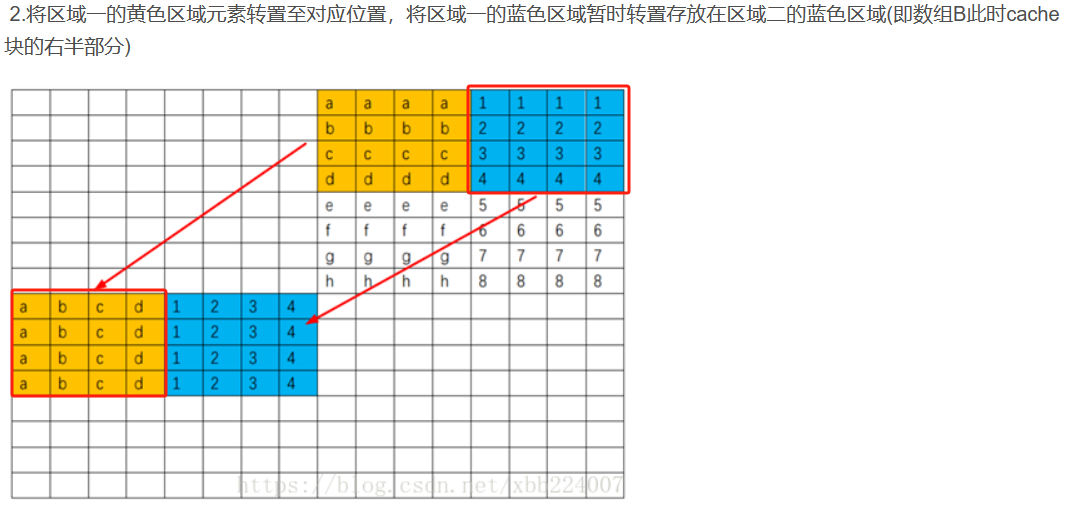 2.将区域一的黄色区域元素转置至对应位置，将区域一的蓝色区域暂时转置存放在区域二的蓝色区域(即数组B此时cache
块的右半部分)
a a a a 1 1 1 1
b b b b 2 2 2 2
c c c c 3 3 3 3
d d d d 4 4 4 4
e e e e 5 5 5 5
f f f f 6 6 6 6
g g g g 7 7 7 7
h h h h 8 8 8 8
a b c d 1 2 3 4
a b c d 1 2 3 4
a b c d 1 2 3 4
a b c d 1 2 3 4
https://blog.csdn.net/xbb224007